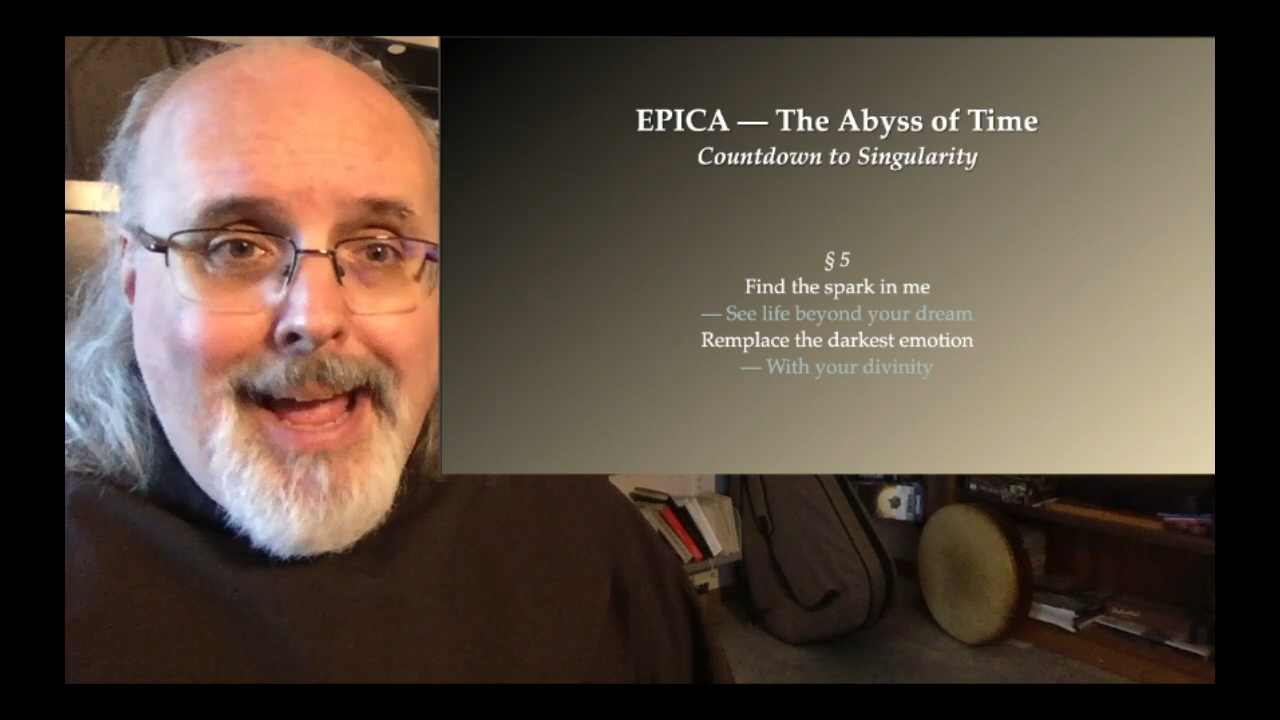 EPICA — The Abyss of Time
Countdown to Singularity
§ 5
Find the spark in me
— See life beyond your dream
Remplace the darkest emotion
— With your divinity